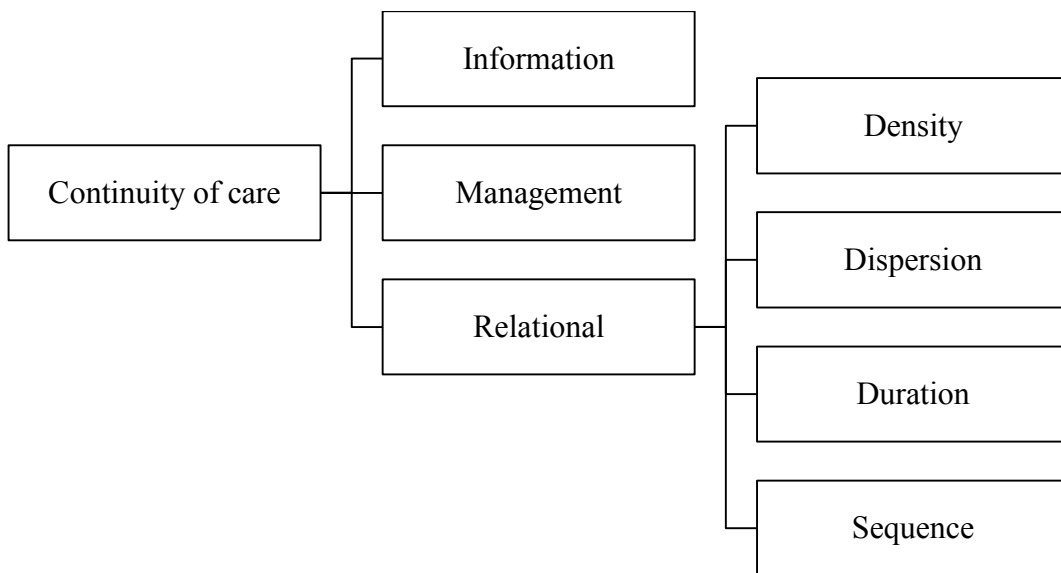 Continuity of care
Information
Management
Relational
Density
Dispersion
Duration
Sequence